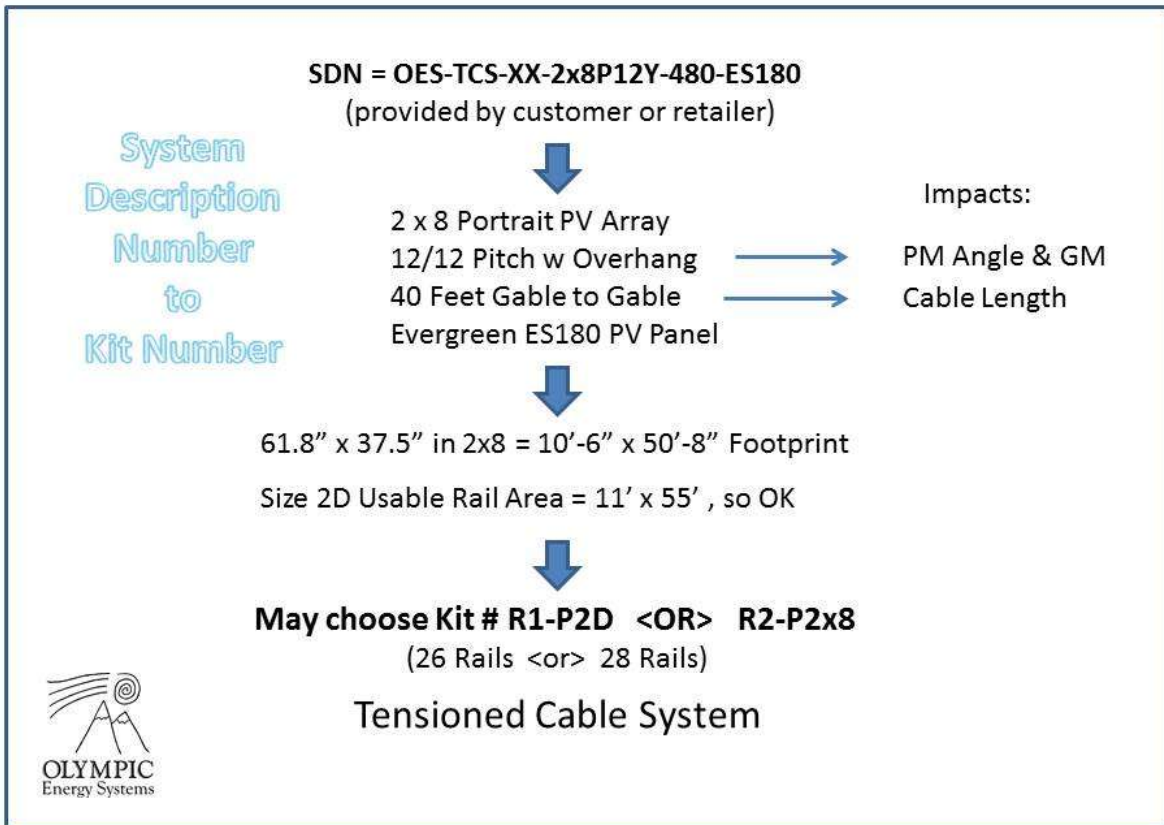 SDN = OES-TCS-XX-2x8P12Y-480-ES180
(provided by customer or retailer)
System
Description
Number
to
Kit Number
2 x 8 Portrait PV Array
12/12 Pitch w Overhang
40 Feet Gable to Gable
Evergreen ES180 PV Panel
Impacts:
PM Angle & GM
Cable Length
61.8” x 37.5” in 2x8 = 10’-6” x 50’-8” Footprint
Size 2D Usable Rail Area = 11’ x 55’ , so OK
May choose Kit # R1-P2D <OR> R2-P2x8
(26 Rails <or> 28 Rails)
Tensioned Cable System
OLYMPIC
Energy Systems